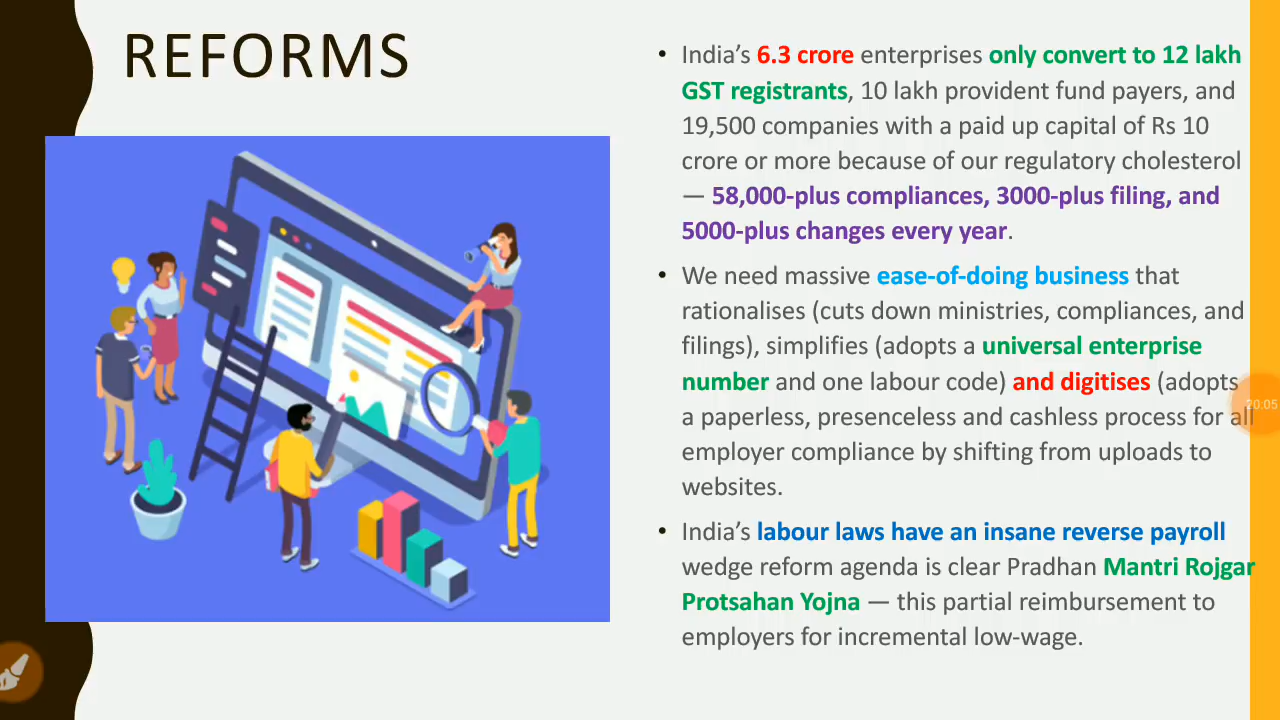 REFORMS
• India's 6.3 crore enterprises only convert to 12 lakh
GST registrants, 10 lakh provident fund payers, and
19,500 companies with a paid up capital of Rs 10
crore or more because of our regulatory cholesterol
— 58,000-plus compliances, 3000-plus filing, and
5000-plus changes every year.
• We need massive ease-of-doing business that
rationalises (cuts down ministries, compliances, and
filings), simplifies (adopts a universal enterprise
number and one labour code) and digitises (adopts
a paperless, presenceless and cashless process for all
employer compliance by shifting from uploads to
websites.
• India's labour laws have an insane reverse payroll
wedge reform agenda is clear Pradhan Mantri Rojgar
Protsahan Yojna — this partial reimbursement to
employers for incremental low-wage.
20:05